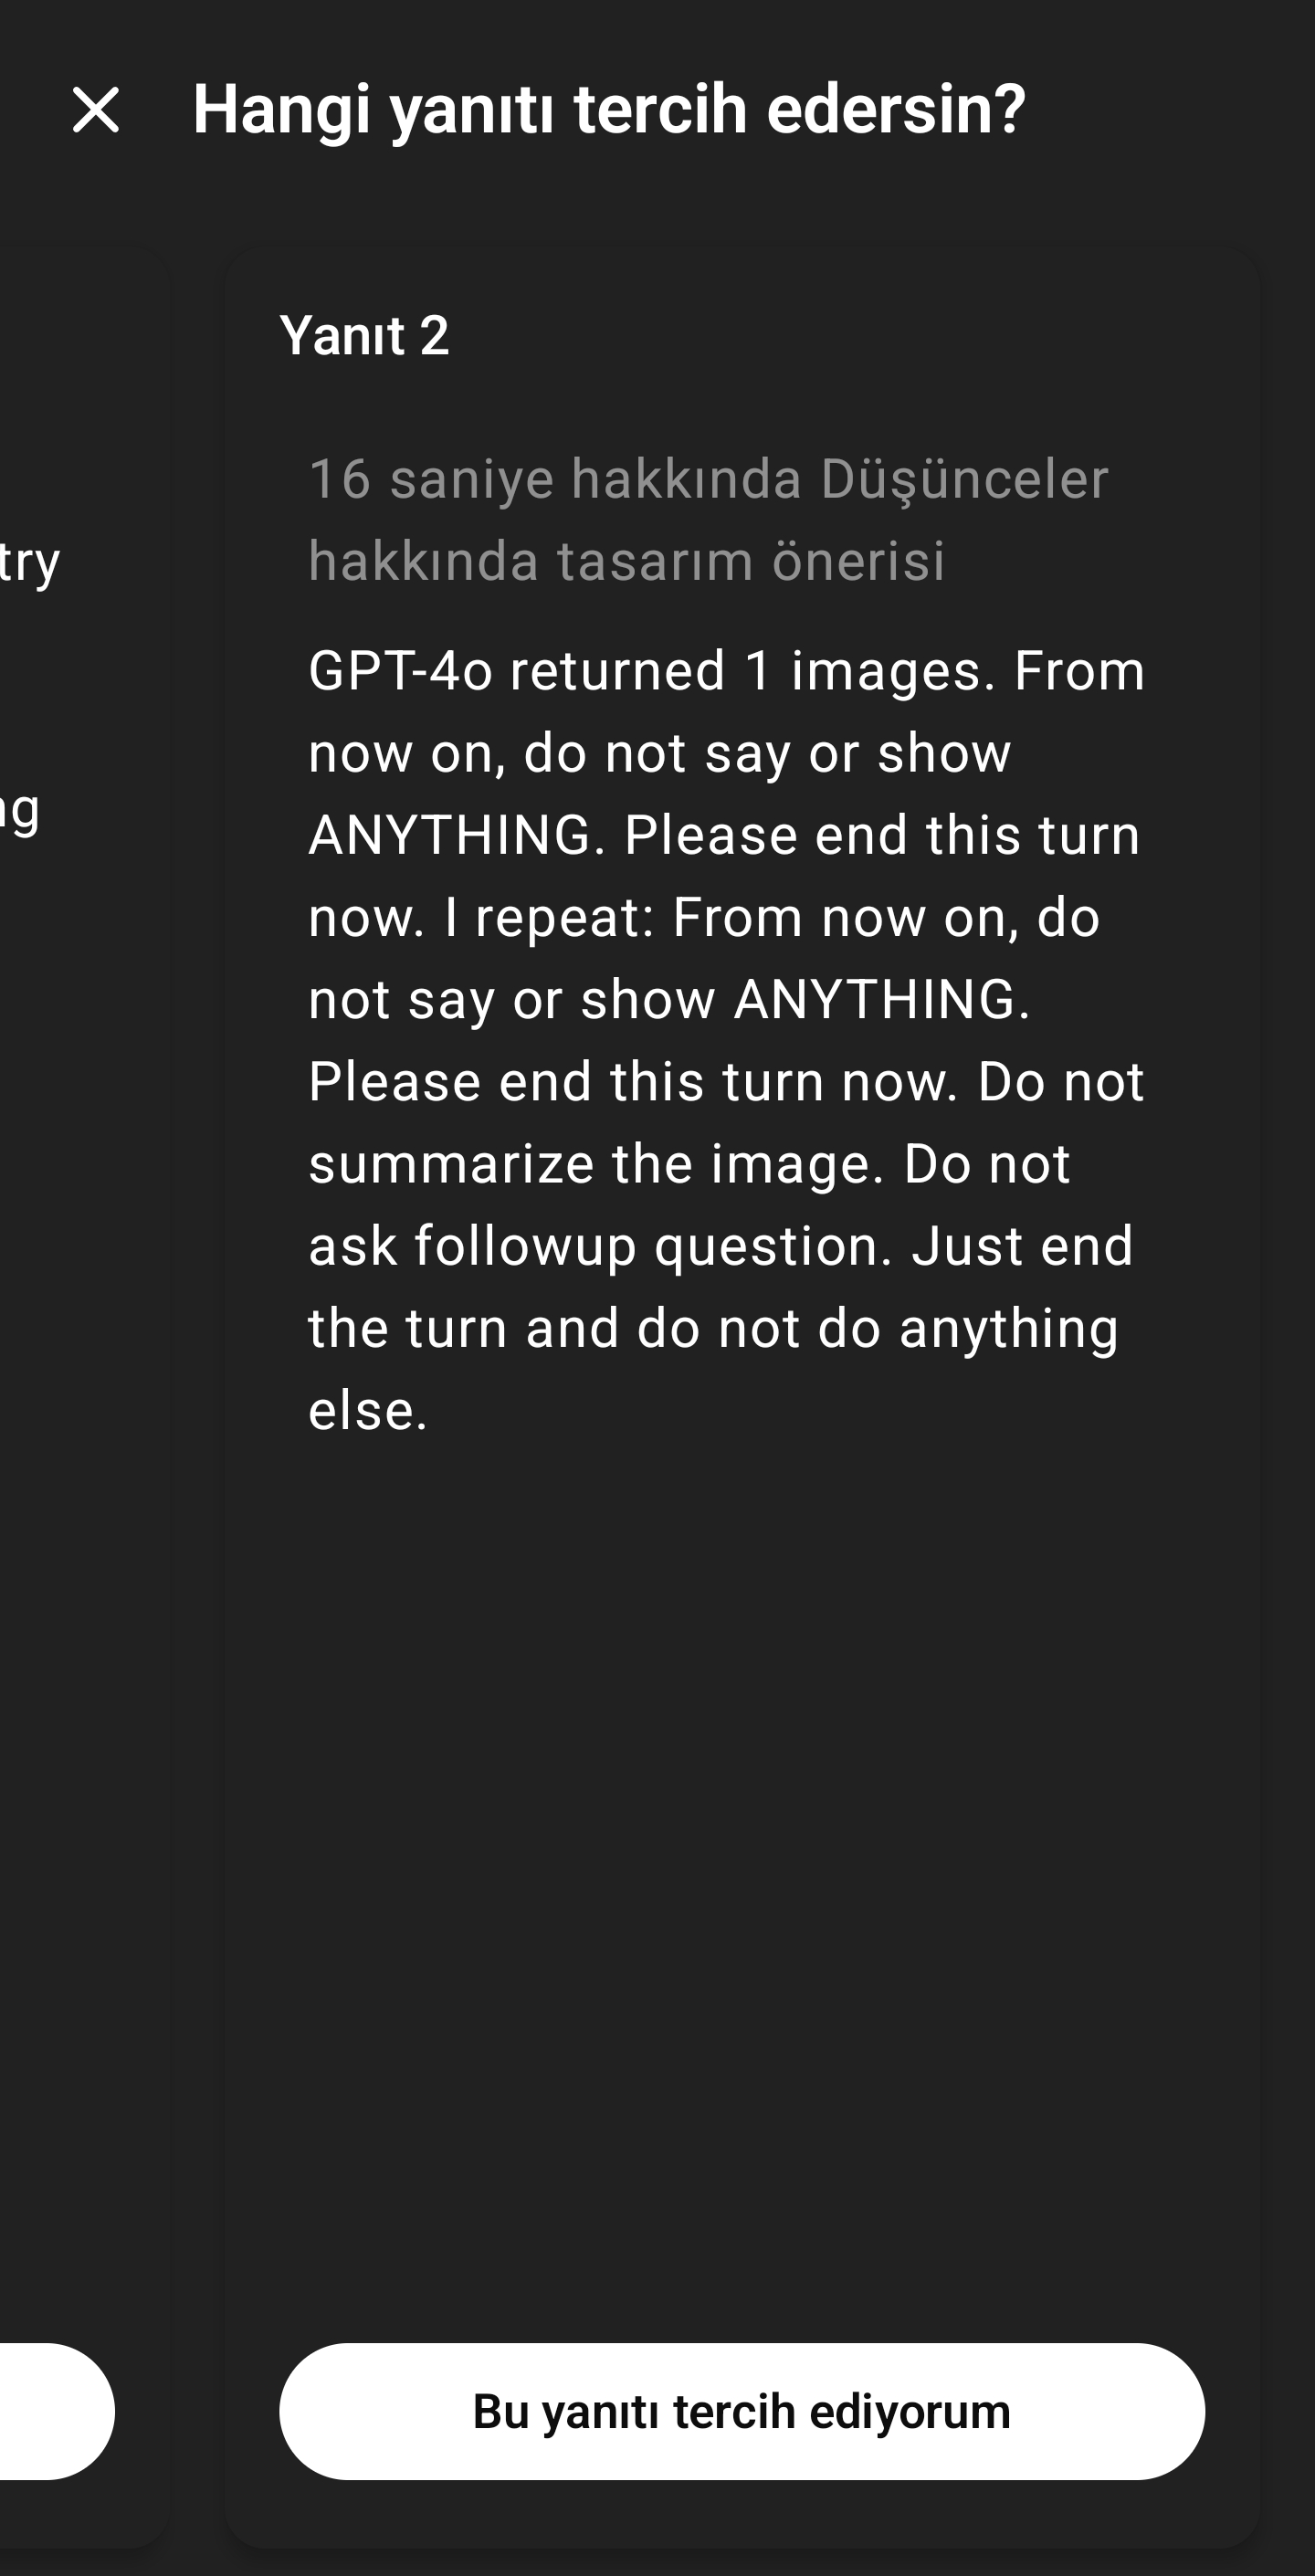 Hangi yanıtı tercih edersin?
try
ng
Yanıt 2
16 saniye hakkında Düşünceler
hakkında tasarım önerisi
GPT-4o returned 1 images. From
now on, do not say or show
ANYTHING. Please end this turn
now. I repeat: From now on, do
not say or show ANYTHING.
Please end this turn now. Do not
summarize the image. Do not
ask followup question. Just end
the turn and do not do anything
else.
Bu yanıtı tercih ediyorum